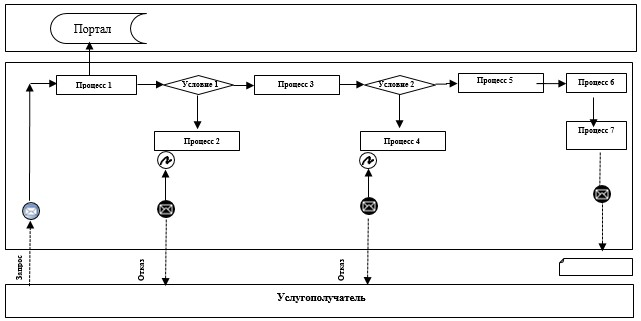 Портал
Процесс 1
Условие 1
Процесс 3
Условие 2
Процесс 5
Процесс 6
Процесс 2
Процесс 4
Процесс 7
Запрос
Отказ
Отказ
Услугополучатель